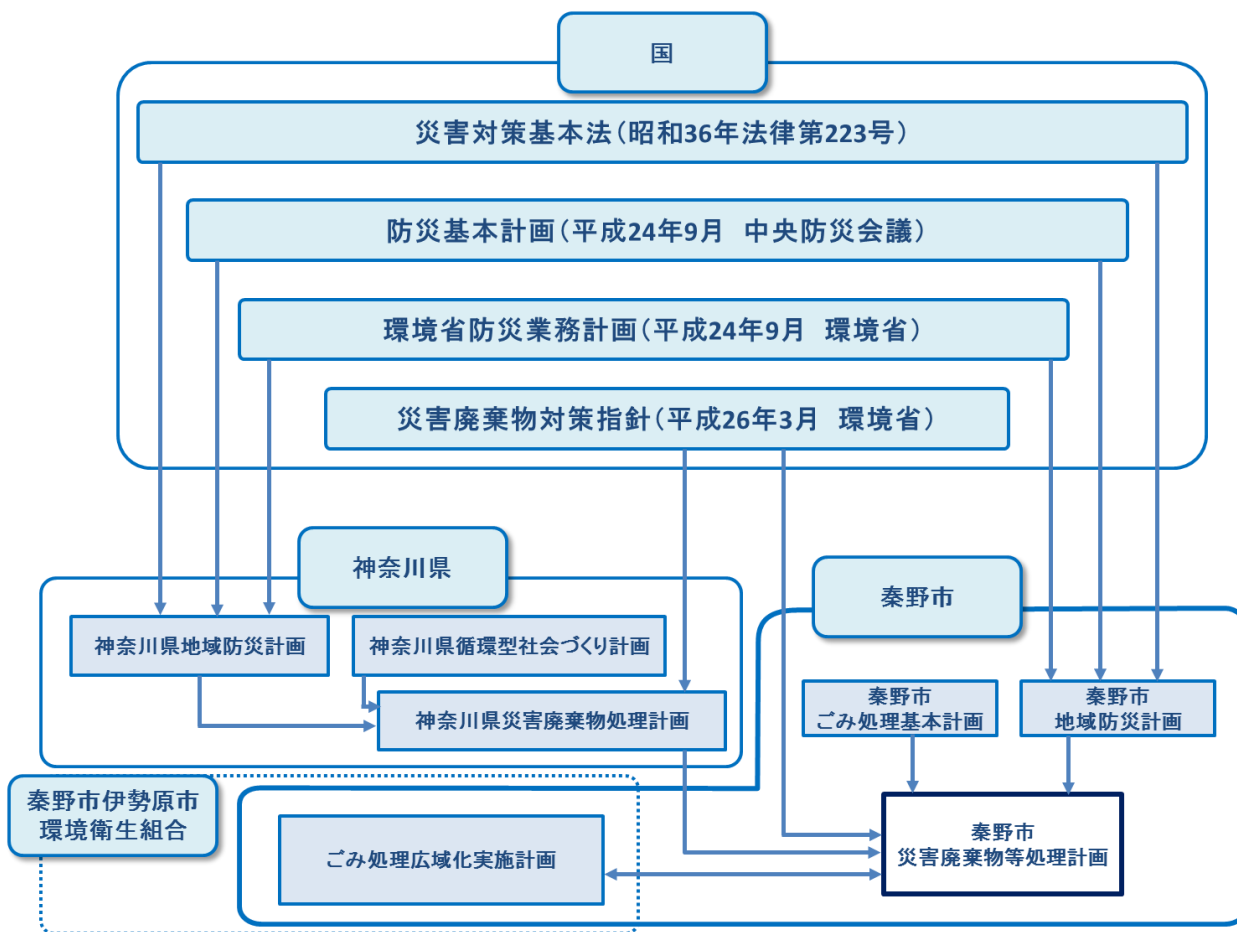 国
災害対策基本法（昭和36年法律第223号）
防災基本計画（平成24年9月　中央防災会議）
環境省防災業務計画（平成24年9月　環境省）
災害廃棄物対策指針（平成26年3月　環境省）
神奈川県
神奈川県地域防災計画
神奈川県循環型社会づくり計画
神奈川県災害廃棄物処理計画
秦野市
秦野市
ごみ処理基本計画
秦野市
地域防災計画
秦野市伊勢原市
環境衛生組合
ごみ処理広域化実施計画
秦野市
災害廃棄物等処理計画